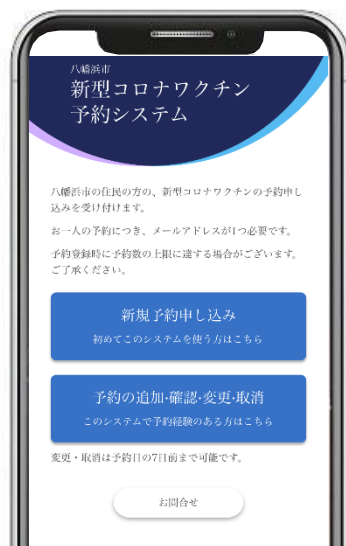 八幡浜市
新型コロナワクチン
予約システム
八幡浜市の住民の方の、新型コロナワクチンの予約申し
込みを受け付けます。
お一人の予約につき、メールアドレスが1つ必要です。
予約登録時に予約数の上限に達する場合がございます。
ご了承ください。
新規予約申し込み
初めてこのシステムを使う方はこちら
予約の追加·確認·変更·取消
このシステムで予約経験のある方はこちら
変更・取消は予約日の7日前まで可能です。
お問合せ